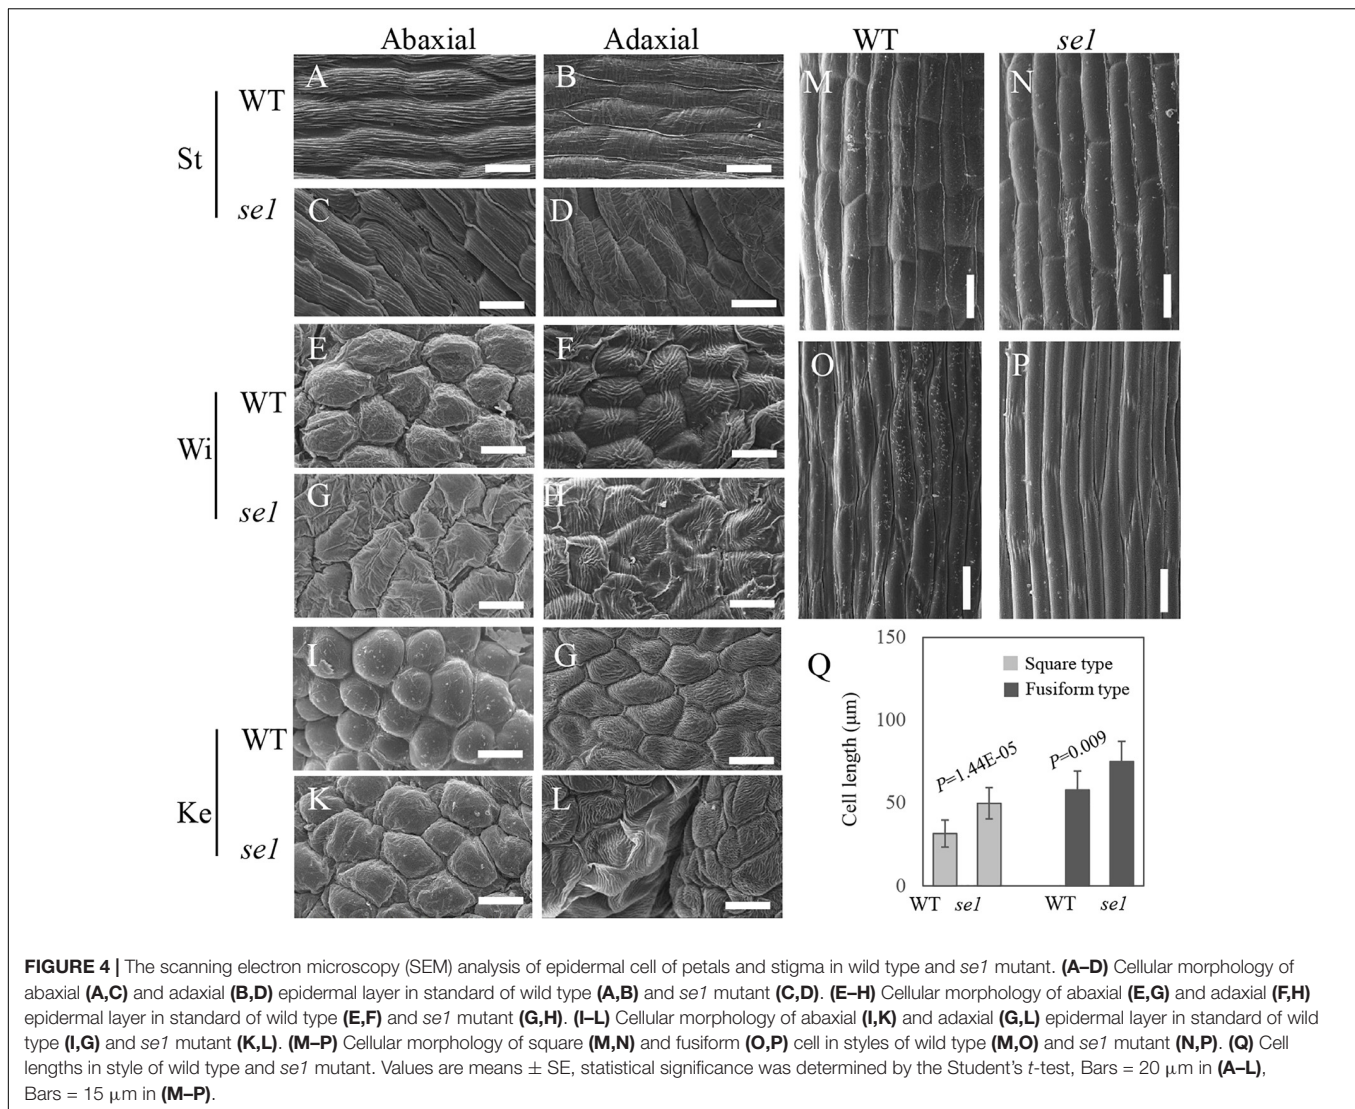 Abaxial Adaxial WT se1
A B M N
WT
St
C D
se1
E F
WT
O P
Wi
G H
se1
I G
WT
Q
150
Square type
Fusiform type
100
Cell length (μm)
P=1.44E-05 P=0.009
K L
Ke
50
se1
0
WT se1 WT se1
FIGURE 4 | The scanning electron microscopy (SEM) analysis of epidermal cell of petals and stigma in wild type and se1 mutant. (A–D) Cellular morphology of
abaxial (A,C) and adaxial (B,D) epidermal layer in standard of wild type (A,B) and se1 mutant (C,D). (E–H) Cellular morphology of abaxial (E,G) and adaxial (F,H)
epidermal layer in standard of wild type (E,F) and se1 mutant (G,H). (I–L) Cellular morphology of abaxial (I,K) and adaxial (G,L) epidermal layer in standard of wild
type (I,G) and se1 mutant (K,L). (M–P) Cellular morphology of square (M,N) and fusiform (O,P) cell in styles of wild type (M,O) and se1 mutant (N,P). (Q) Cell
lengths in style of wild type and se1 mutant. Values are means ± SE, statistical significance was determined by the Student's t-test, Bars = 20 μm in (A–L),
Bars = 15 μm in (M–P).